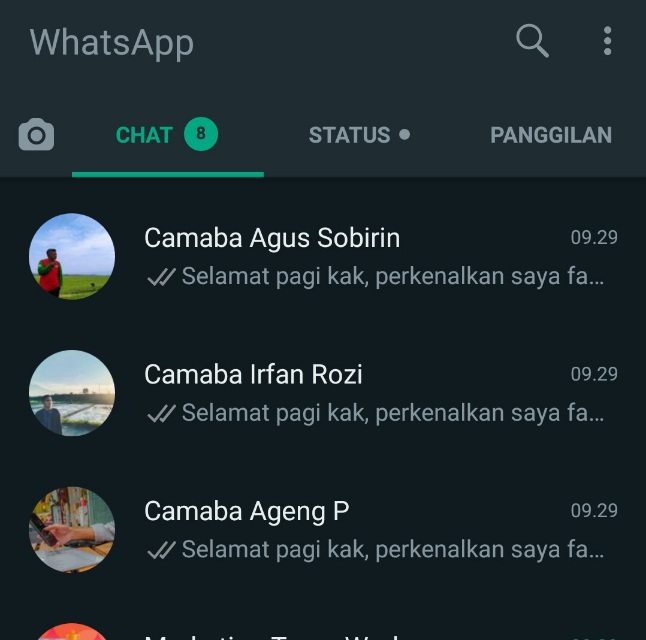 WhatsApp
CHAT 8 STATUS PANGGILAN
Camaba Agus Sobirin 09.29
Selamat pagi kak, perkenalkan saya fa...
Camaba Irfan Rozi 09.29
Selamat pagi kak, perkenalkan saya fa...
Camaba Ageng P 09.29
Selamat pagi kak, perkenalkan saya fa...